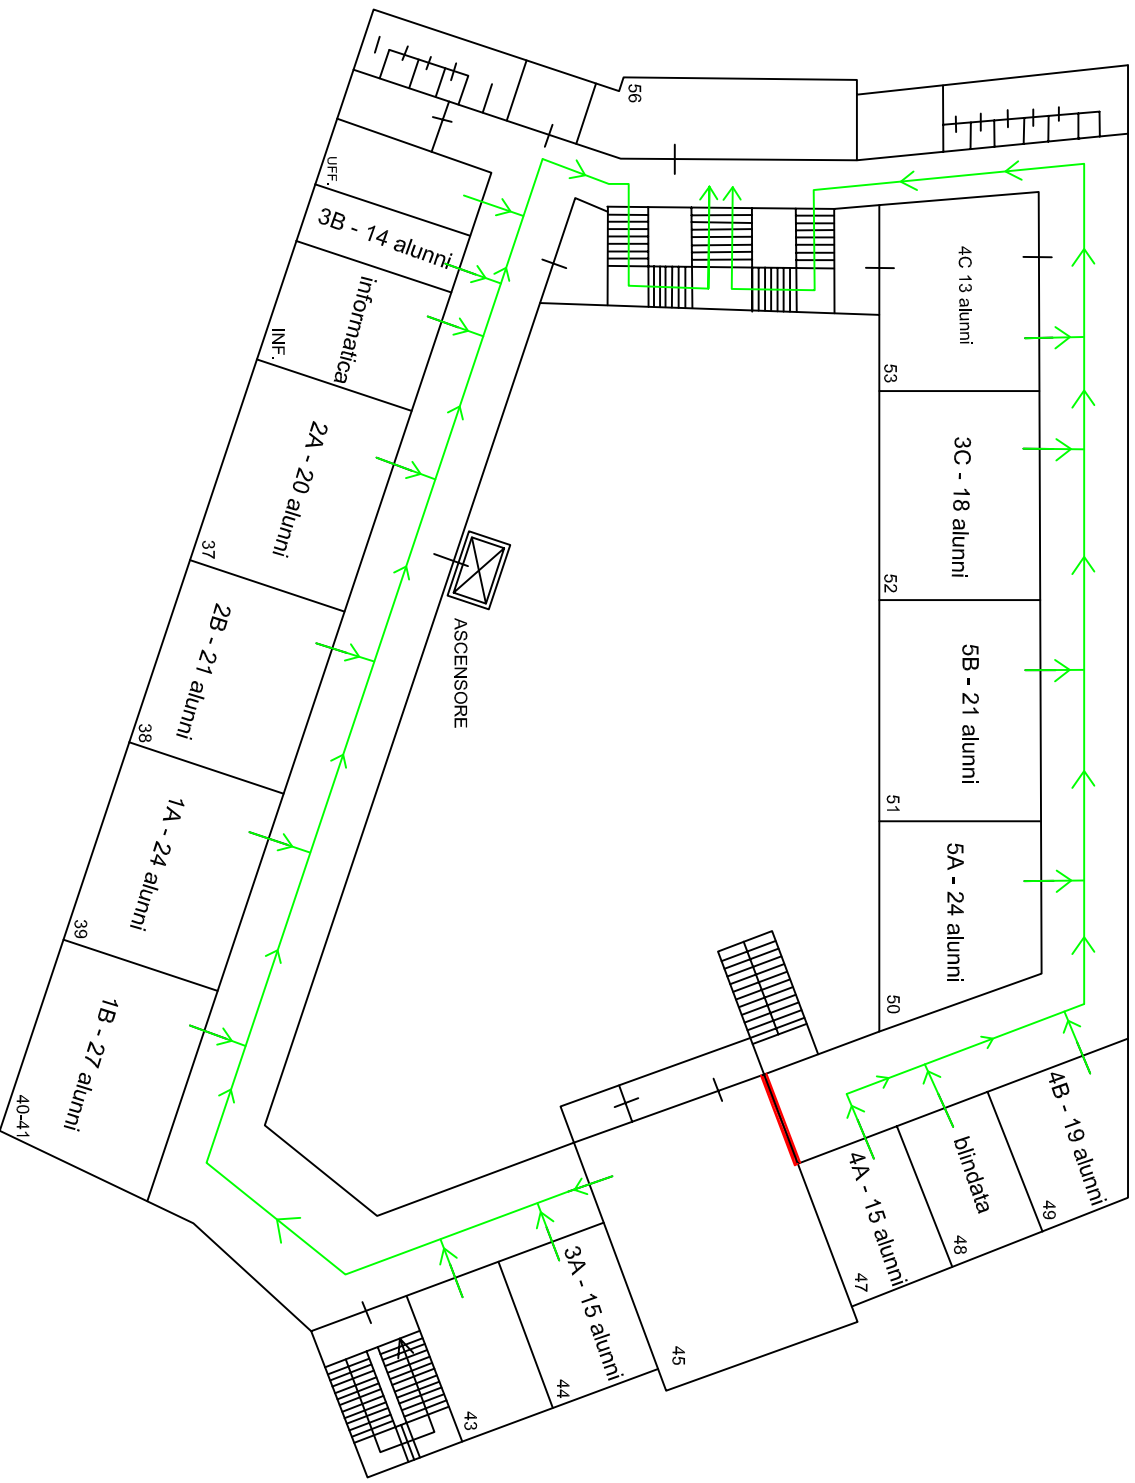 56
UFF.
3B - 14 alunni
informatica
INF.
2A - 20 alunni
37
2B - 21 alunni
38
1A - 24 alunni
39
1B - 27 alunni
40-41
ASCENSORE
4C 13 alunni
53
3C - 18 alunni
52
5B - 21 alunni
51
5A - 24 alunni
50
4B - 19 alunni
49
blindata
48
4A - 15 alunni
47
45
3A - 15 alunni
44
43